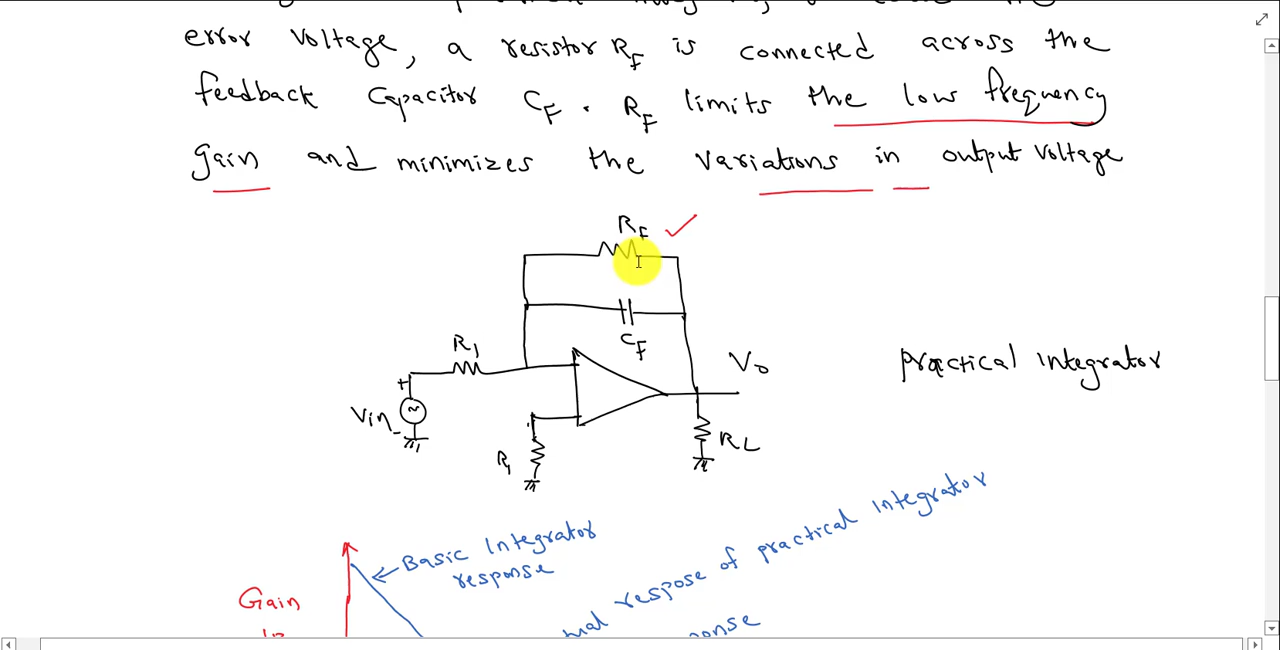 error voltage, a resistor RF is connected across the
feedback Capacitor CF. RF limits the low frequency
gain and minimizes the variations in output voltage
RF
CF
R1
Vo
practical Integrator
+
Vin
-
R1
RL
Basic Integrator
response
respose of practical integrator
Gain